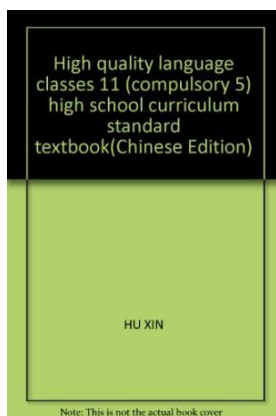 High quality language
classes 11 (compulsory 5)
high school curriculum
standard
textbook(Chinese Edition)
HU XIN
Note: This is not the actual book cover